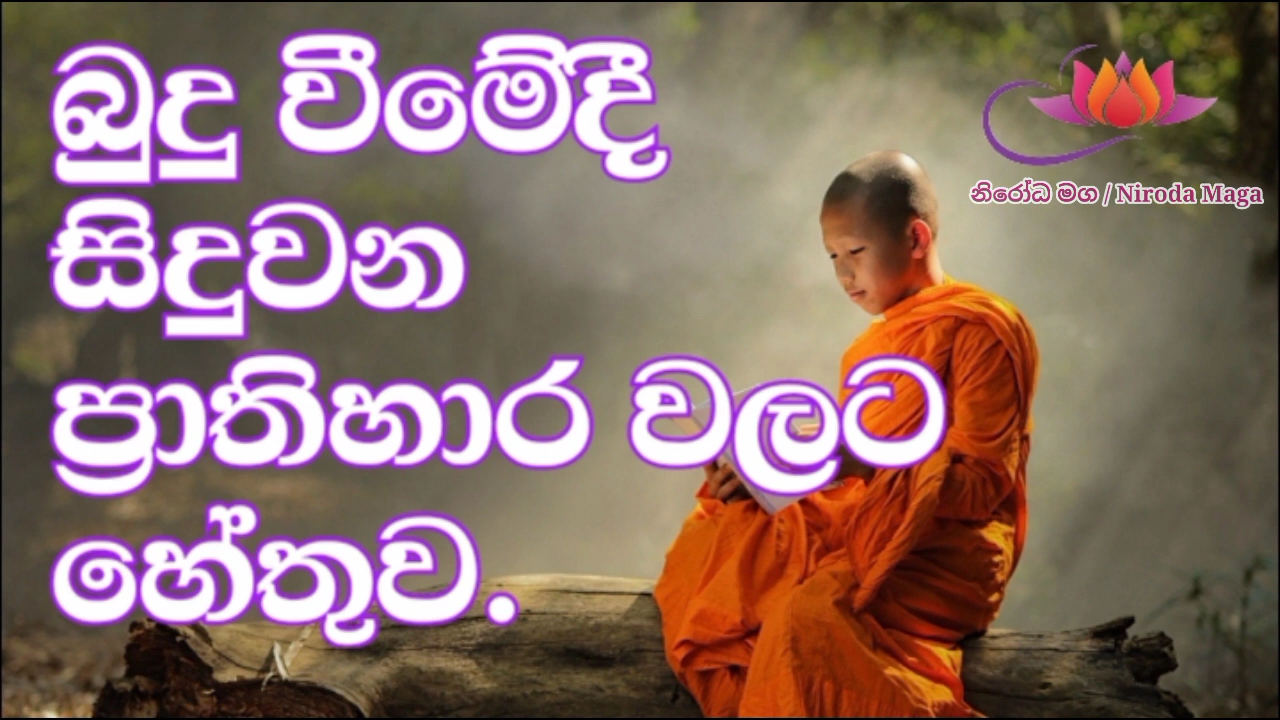 බුදු වීමේදී
සිදුවන
ප්‍රාතිහාර වලට
හේතුව.
නිරෝධ මග / Niroda Maga